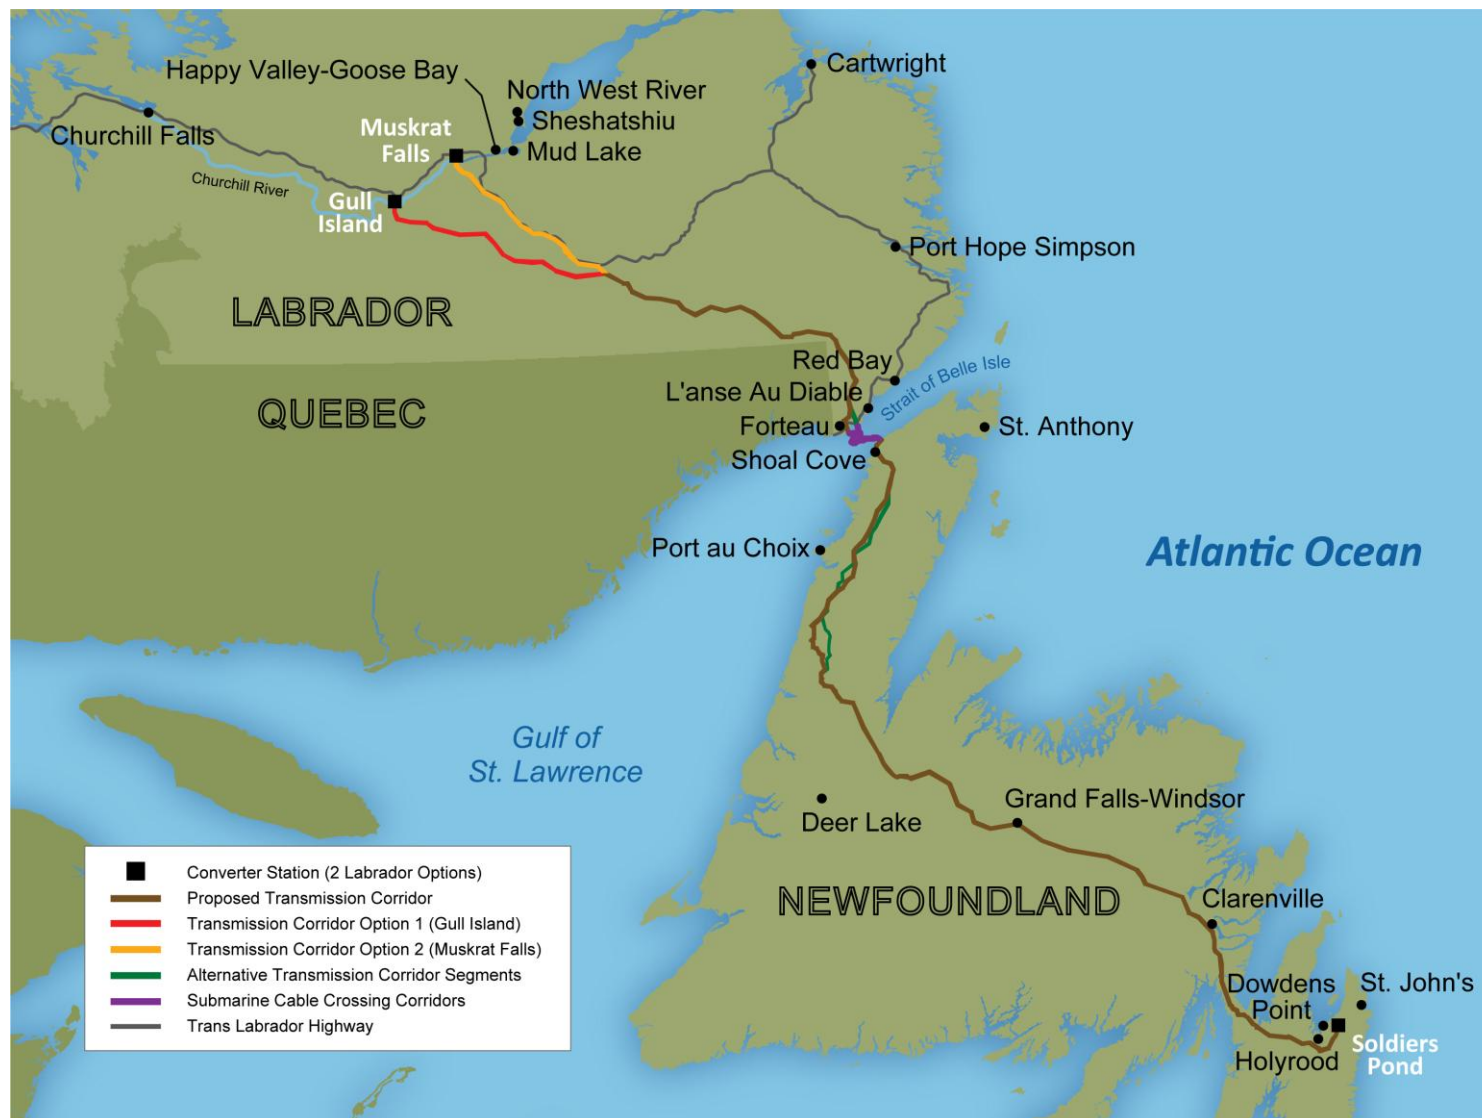 Happy Valley-Goose Bay
Cartwright
North West River
Churchill Falls
Muskrat
Falls
Sheshatshiu
Mud Lake
Churchill River
Gull
Island
Port Hope Simpson
LABRADOR
Red Bay
Strait of Belle Isle
L'anse Au Diable
QUEBEC
Forteau
St. Anthony
Shoal Cove
Port au Choix
Atlantic Ocean
Gulf of
St. Lawrence
Deer Lake
Grand Falls-Windsor
NEWFOUNDLAND
Clarenville
Dowdens
Point
St. John's
Holyrood
Soldiers
Pond
Converter Station (2 Labrador Options)
Proposed Transmission Corridor
Transmission Corridor Option 1 (Gull Island)
Transmission Corridor Option 2 (Muskrat Falls)
Alternative Transmission Corridor Segments
Submarine Cable Crossing Corridors
Trans Labrador Highway